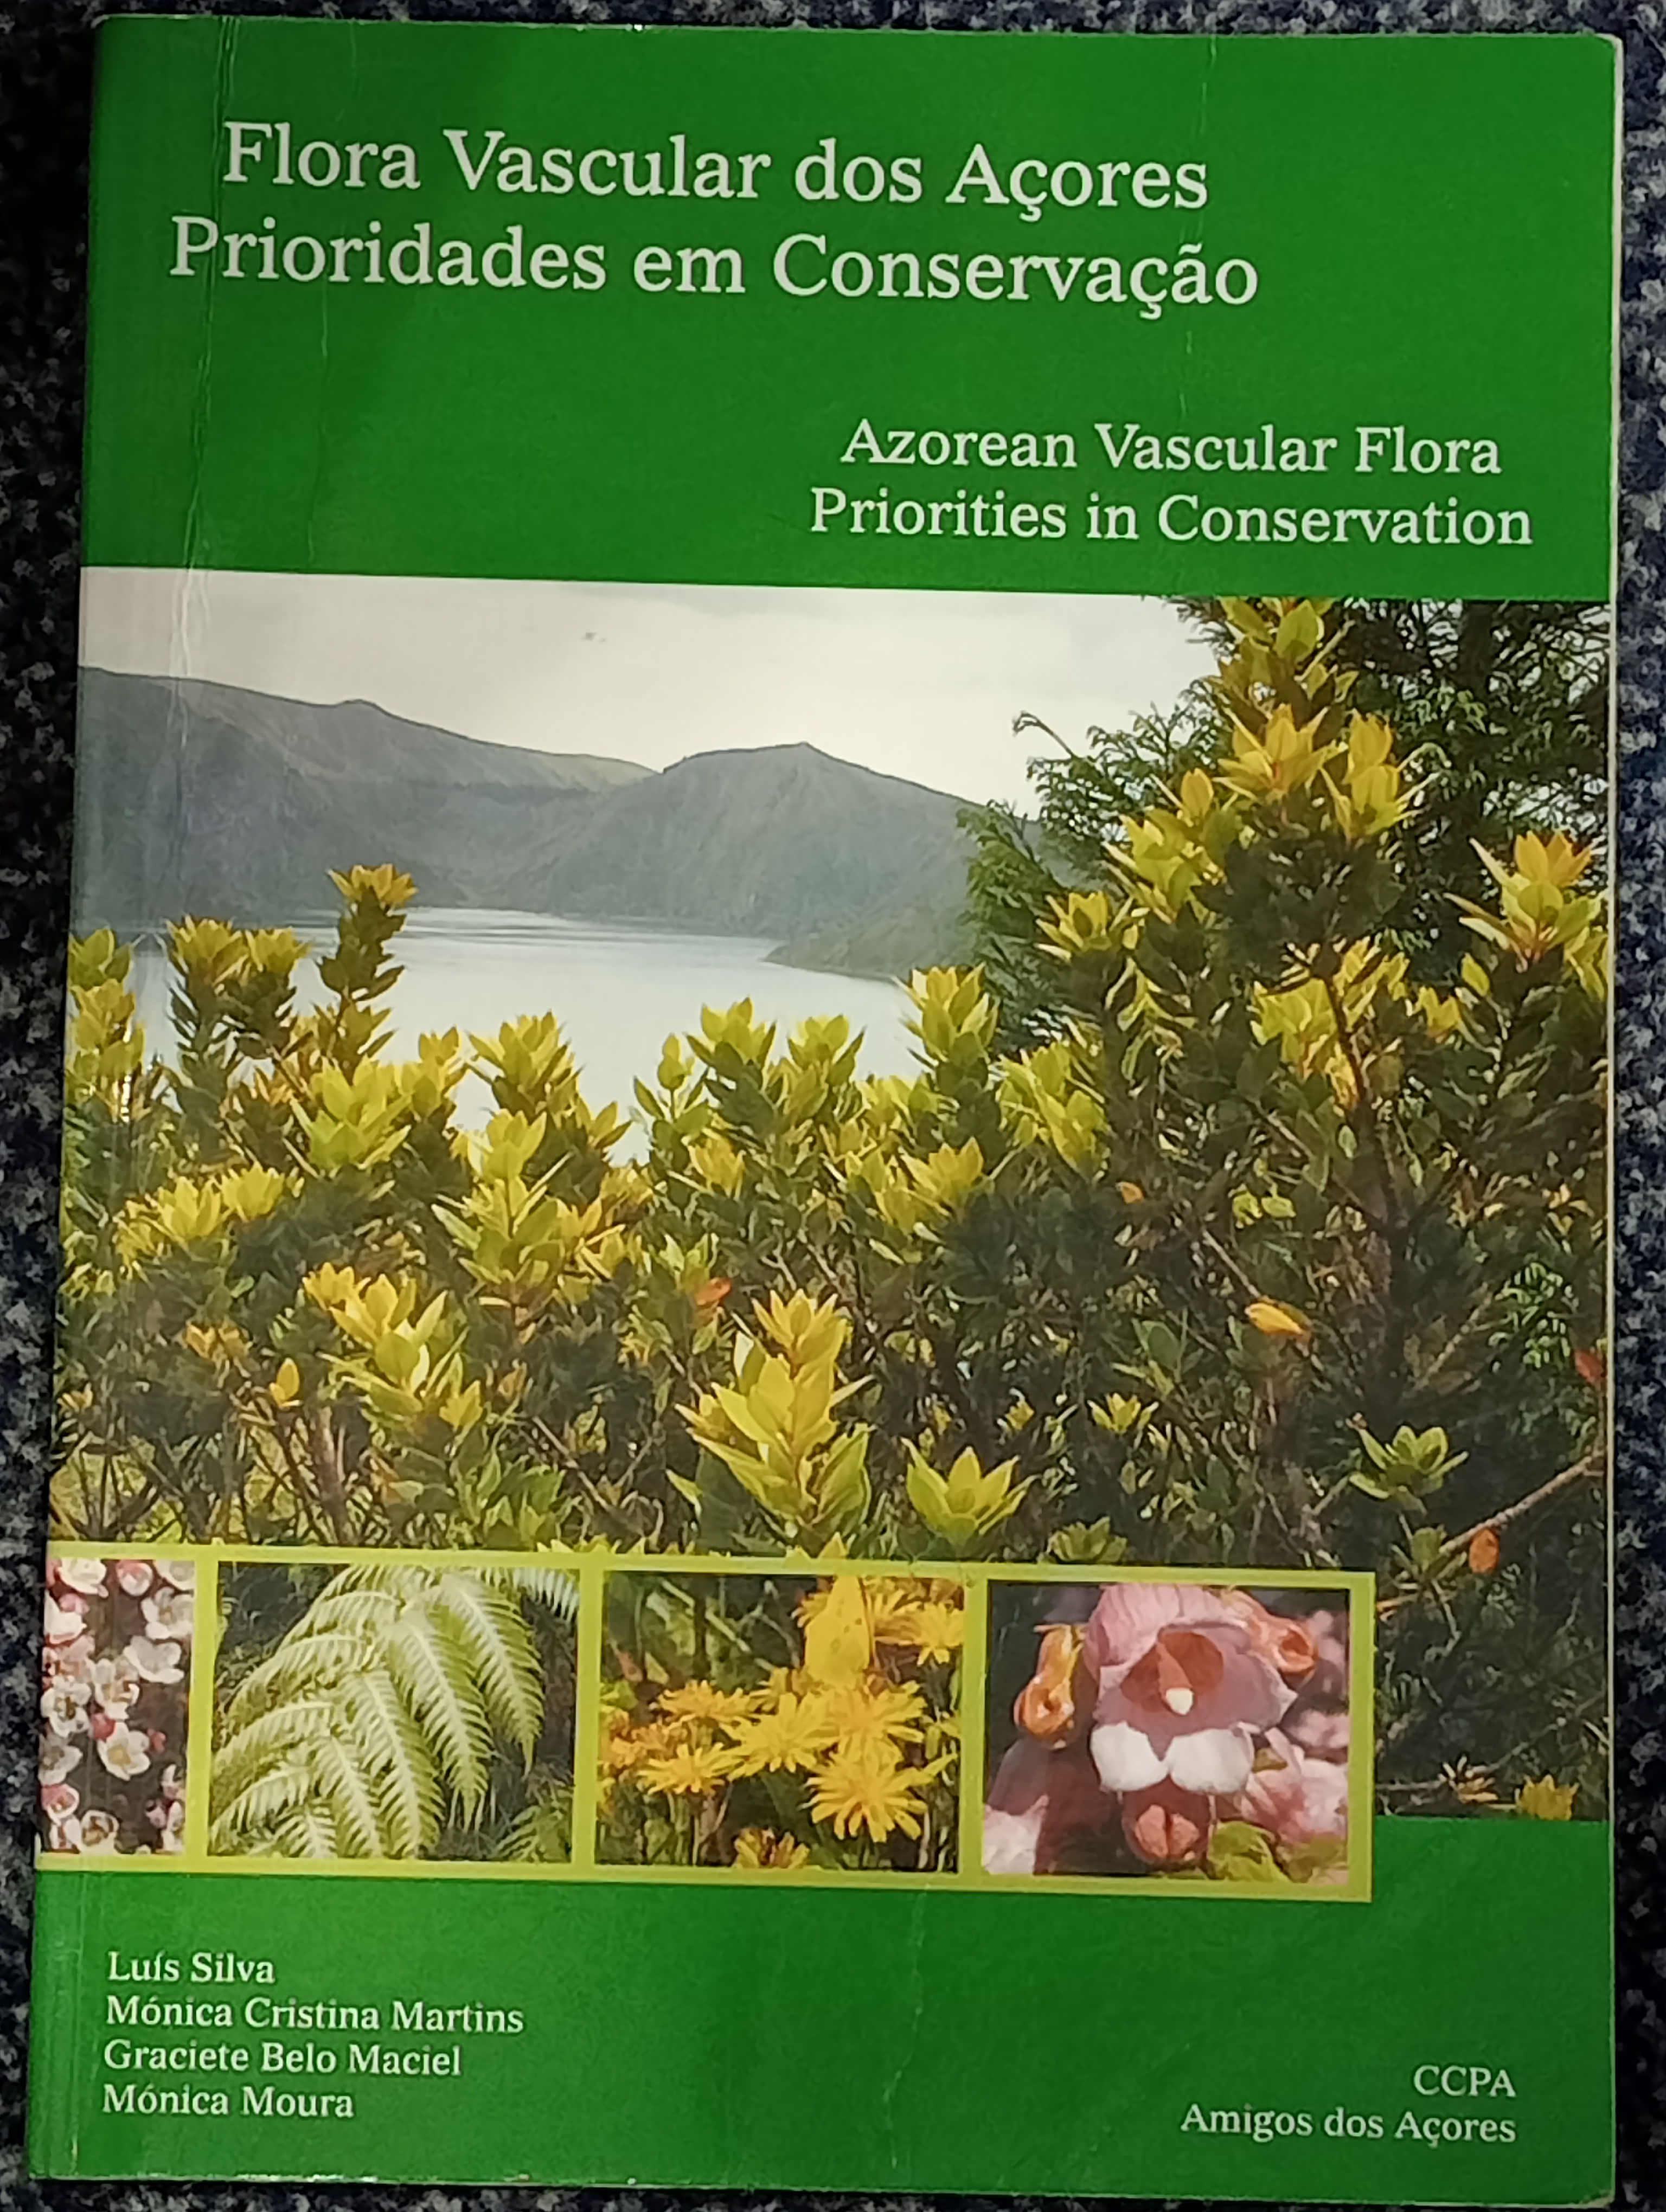 Flora Vascular dos Açores
Prioridades em Conservação
Azorean Vascular Flora
Priorities in Conservation
Luís Silva
Mónica Cristina Martins
Graciete Belo Maciel
Mónica Moura
CCPA
Amigos dos Açores